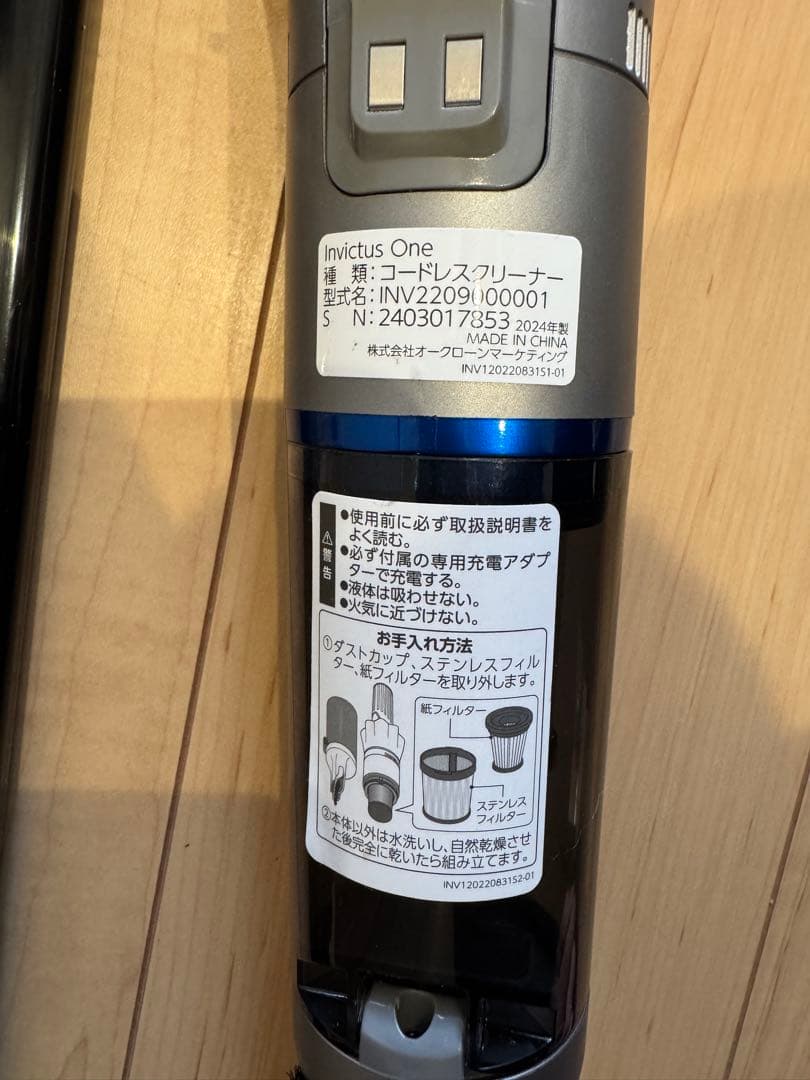 Invictus One
種　類：コードレスクリーナー
型式名：INV2209000001
S　N：2403017853 2024年製
MADE IN CHINA
株式会社オークローンマーケティング
INV120220831S1-01
警告
●使用前に必ず取扱説明書を
よく読む。
●必ず付属の専用充電アダプ
ターで充電する。
●液体は吸わせない。
●火気に近づけない。
お手入れ方法
①ダストカップ、ステンレスフィル
ター、紙フィルターを取り外します。
紙フィルター
ステンレス
フィルター
②本体以外は水洗いし、自然乾燥させ
た後完全に乾いたら組み立てます。
INV120220831S2-01